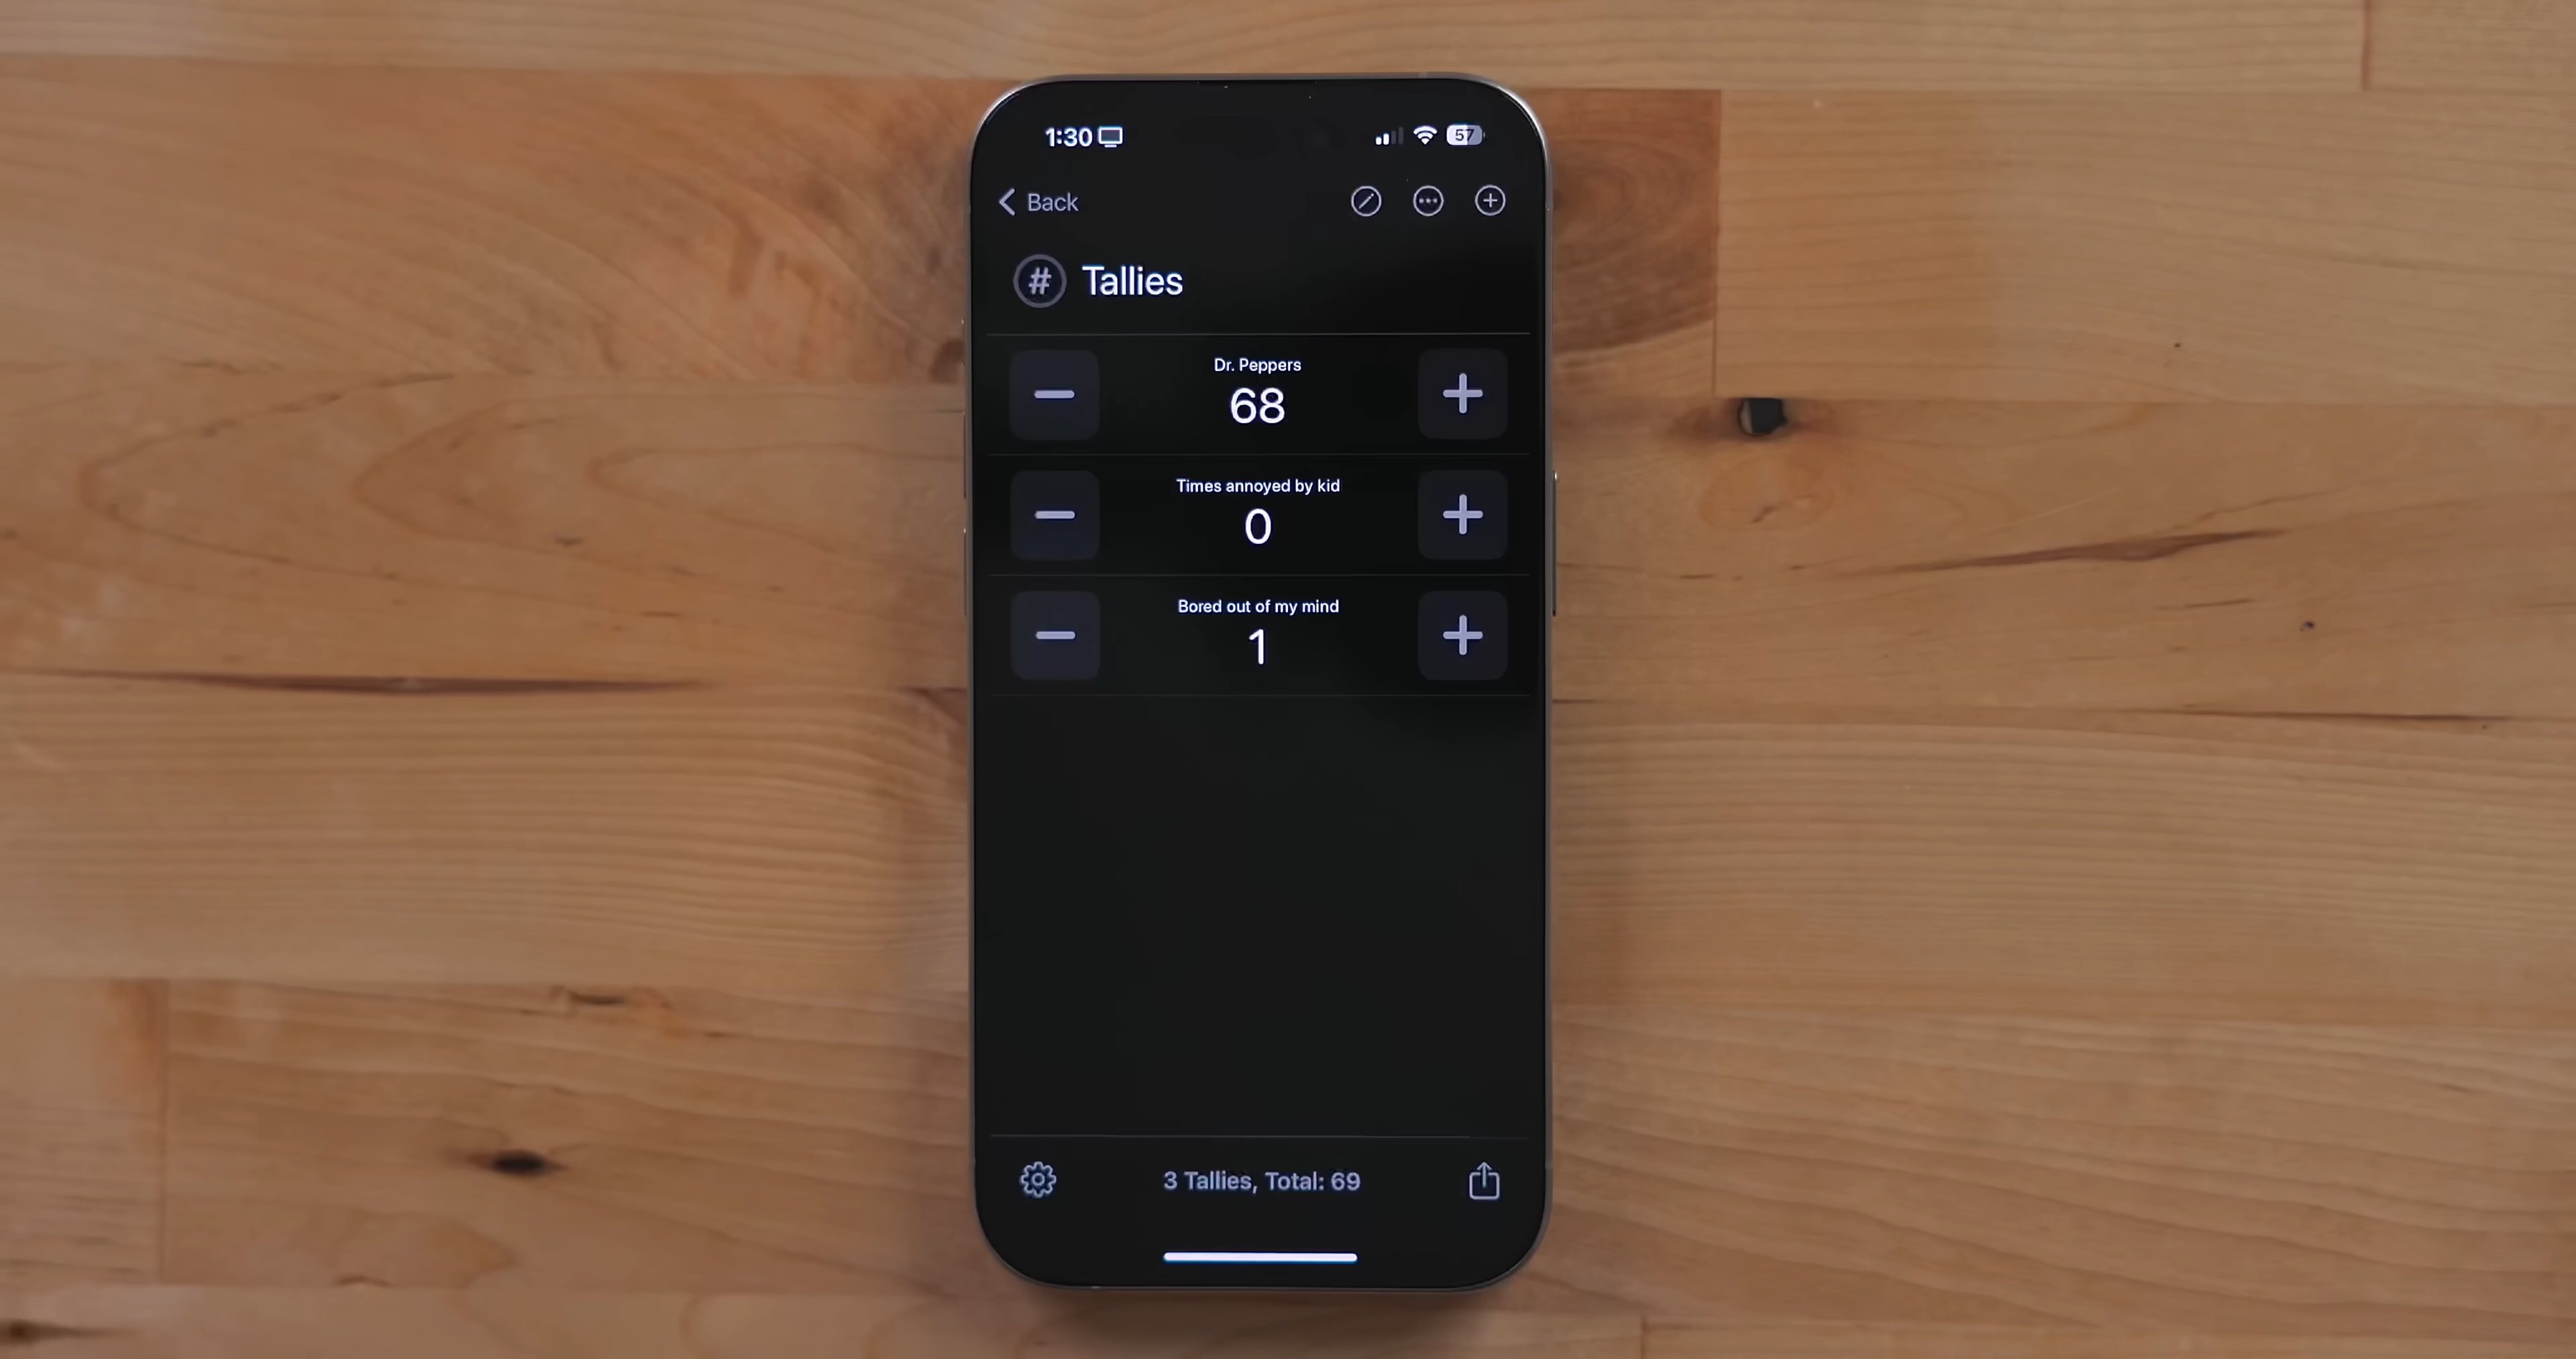 1:30
57
Back
# Tallies
Dr. Peppers
68
Times annoyed by kid
0
Bored out of my mind
1
3 Tallies, Total: 69